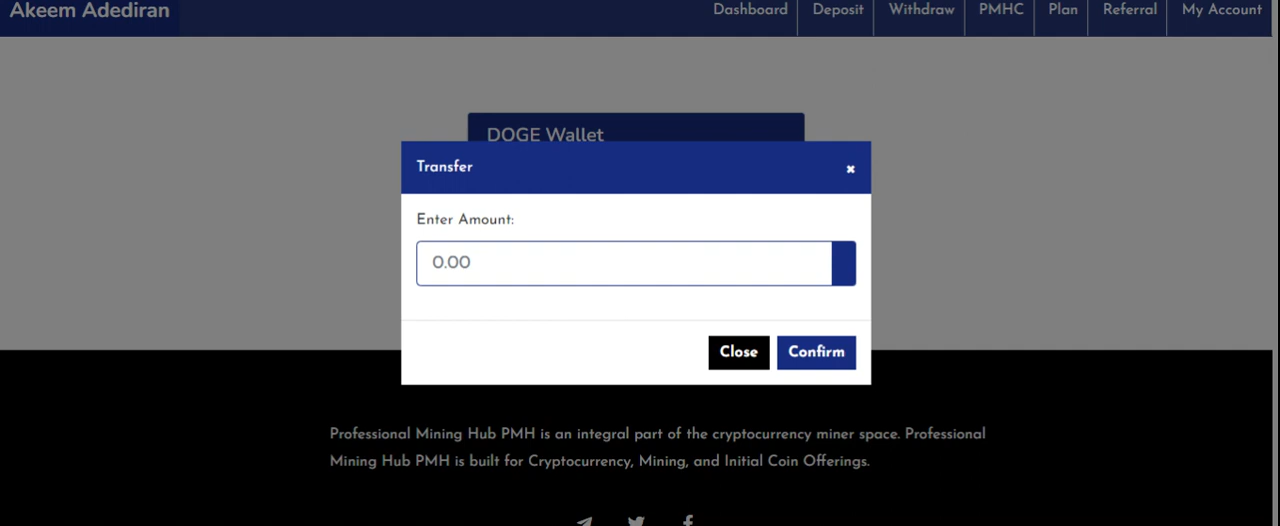 Akeem Adediran
Dashboard
Deposit
Withdraw
PMHC
Plan
Referral
My Account
DOGE Wallet
Transfer
Enter Amount:
0.00
Close
Confirm
Professional Mining Hub PMH is an integral part of the cryptocurrency miner space. Professional
Mining Hub PMH is built for Cryptocurrency, Mining, and Initial Coin Offerings.